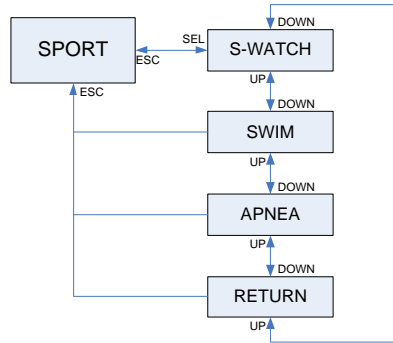 DOWN
SPORT
SEL
ESC
S-WATCH
ESC
UP
DOWN
SWIM
UP
DOWN
APNEA
UP
DOWN
RETURN
UP